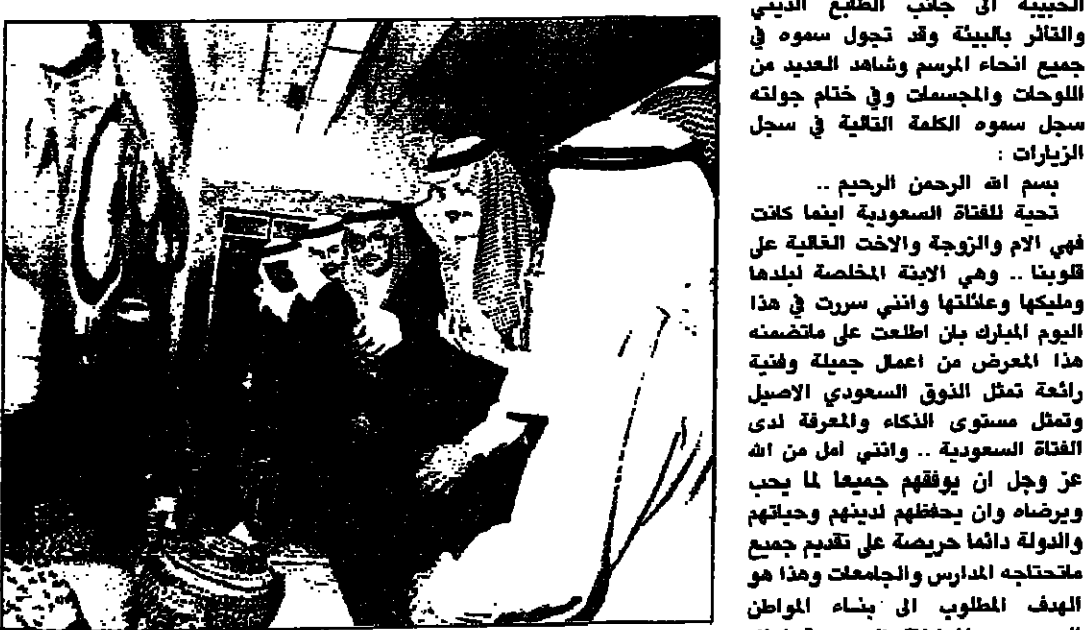 الحبيبة الى جانب الطابع الديني
والتاثر بالبيئة وقد تجول سموه في
جميع انحاء المرسم وشاهد العديد من
اللوحات والمجسمات وفي ختام جولته
سجل سموه الكلمة التالية في سجل
الزيارات :
بسم الله الرحمن الرحيم ..
تحية للفتاة السعودية اينما كانت
فهي الام والزوجة والاخت الغالية على
قلوبنا .. وهي الابنة المخلصة لبلدها
ومليكها وعائلتها وانني سررت في هذا
اليوم المبارك بان اطلعت على ماتضمنه
هذا المعرض من اعمال جميلة وفنية
رائعة تمثل الذوق السعودي الاصيل
وتمثل مستوى الذكاء والمعرفة لدى
الفتاة السعودية .. وانني امل من الله
عز وجل ان يوفقهم جميعا لما يحب
ويرضاه وان يحفظهم لدينهم وحياتهم
والدولة دائما حريصة على تقديم جميع
ماتحتاجه المدارس والجامعات وهذا هو
الهدف المطلوب الى بناء المواطن